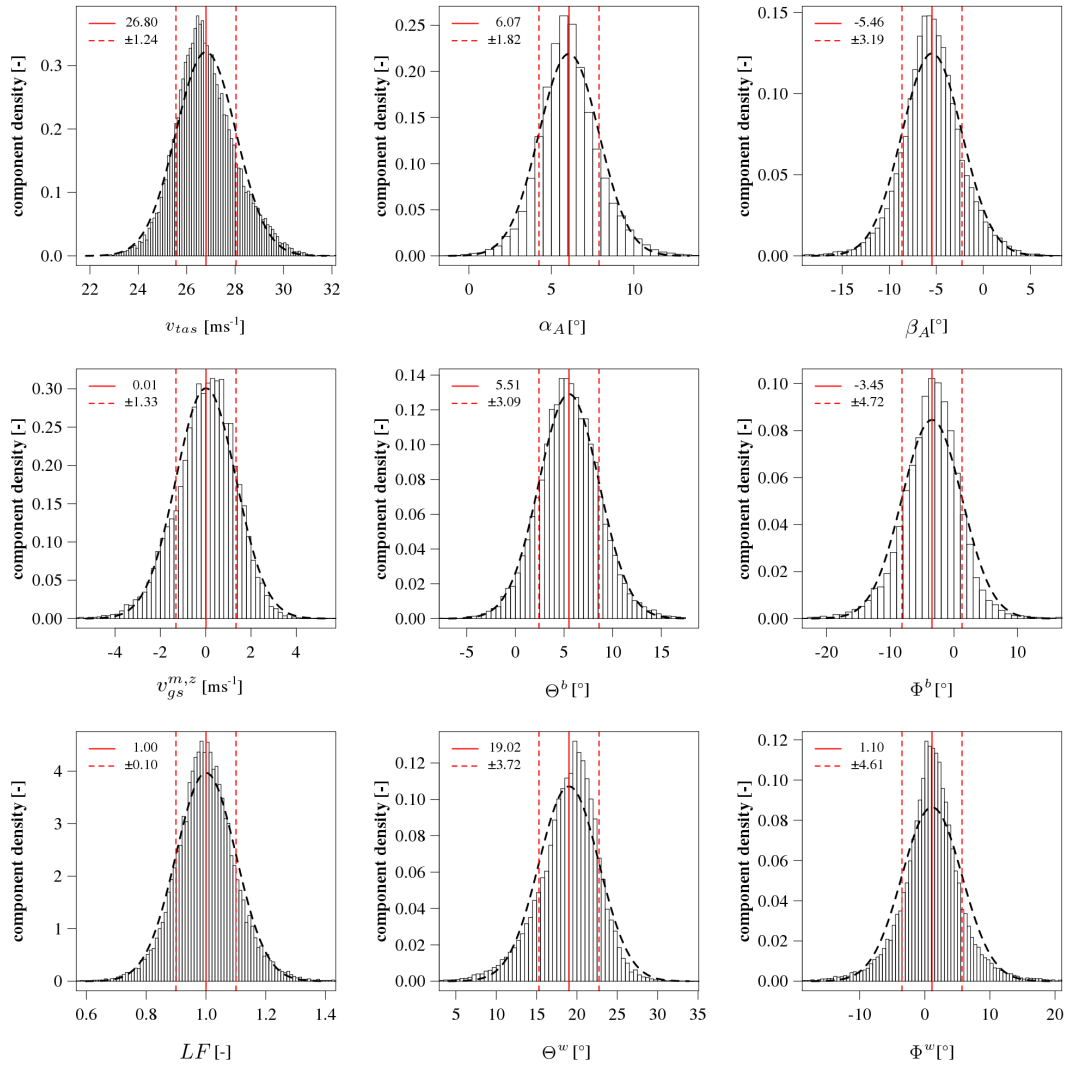 26.80
±1.24
component density [-]
0.3
0.2
0.1
0.0
22 24 26 28 30 32
v_tas [ms⁻¹]
6.07
±1.82
component density [-]
0.25
0.20
0.15
0.10
0.05
0.00
0 5 10
α_A [°]
-5.46
±3.19
component density [-]
0.15
0.10
0.05
0.00
-15 -10 -5 0 5
β_A[°]
0.01
±1.33
component density [-]
0.30
0.25
0.20
0.15
0.10
0.05
0.00
-4 -2 0 2 4
v_gs^m,z [ms⁻¹]
5.51
±3.09
component density [-]
0.14
0.12
0.10
0.08
0.06
0.04
0.02
0.00
-5 0 5 10 15
Θ^b [°]
-3.45
±4.72
component density [-]
0.10
0.08
0.06
0.04
0.02
0.00
-20 -10 0 10
Φ^b [°]
1.00
±0.10
component density [-]
4
3
2
1
0
0.6 0.8 1.0 1.2 1.4
LF [-]
19.02
±3.72
component density [-]
0.12
0.10
0.08
0.06
0.04
0.02
0.00
5 10 15 20 25 30 35
Θ^w [°]
1.10
±4.61
component density [-]
0.12
0.10
0.08
0.06
0.04
0.02
0.00
-10 0 10 20
Φ^w [°]